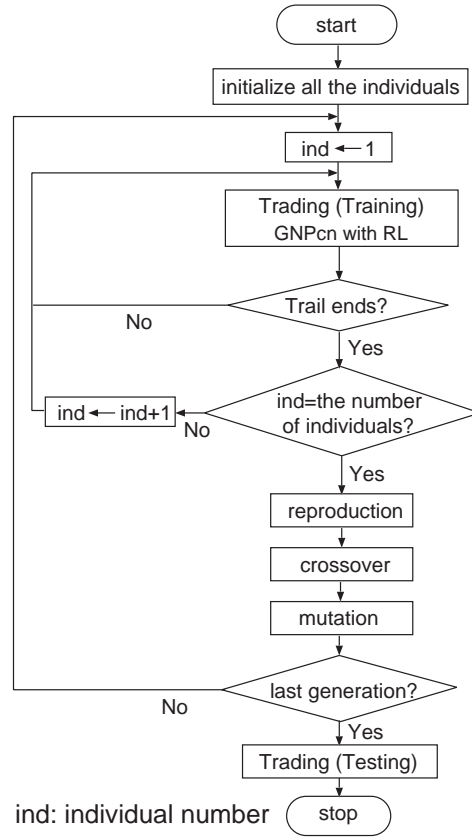 start
initialize all the individuals
ind ← 1
Trading (Training)
GNPcn with RL
Trail ends?
No
Yes
ind=the number
of individuals?
ind ← ind+1
No
Yes
reproduction
crossover
mutation
last generation?
No
Yes
Trading (Testing)
ind: individual number
stop